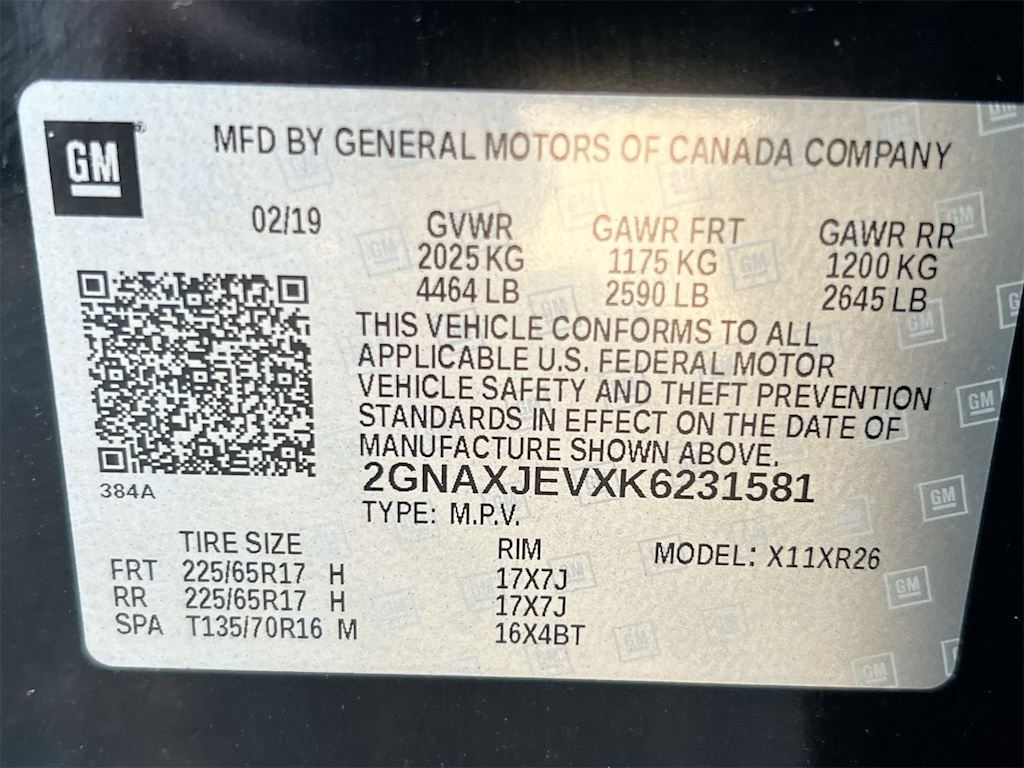 GM
MFD BY GENERAL MOTORS OF CANADA COMPANY
02/19 GVWR GAWR FRT GAWR RR
2025 KG 1175 KG 1200 KG
4464 LB 2590 LB 2645 LB
THIS VEHICLE CONFORMS TO ALL
APPLICABLE U.S. FEDERAL MOTOR
VEHICLE SAFETY AND THEFT PREVENTION
STANDARDS IN EFFECT ON THE DATE OF
MANUFACTURE SHOWN ABOVE.
384A
2GNAXJEVXK6231581
TYPE: M.P.V.
TIRE SIZE RIM MODEL: X11XR26
FRT 225/65R17 H 17X7J
RR 225/65R17 H 17X7J
SPA T135/70R16 M 16X4BT